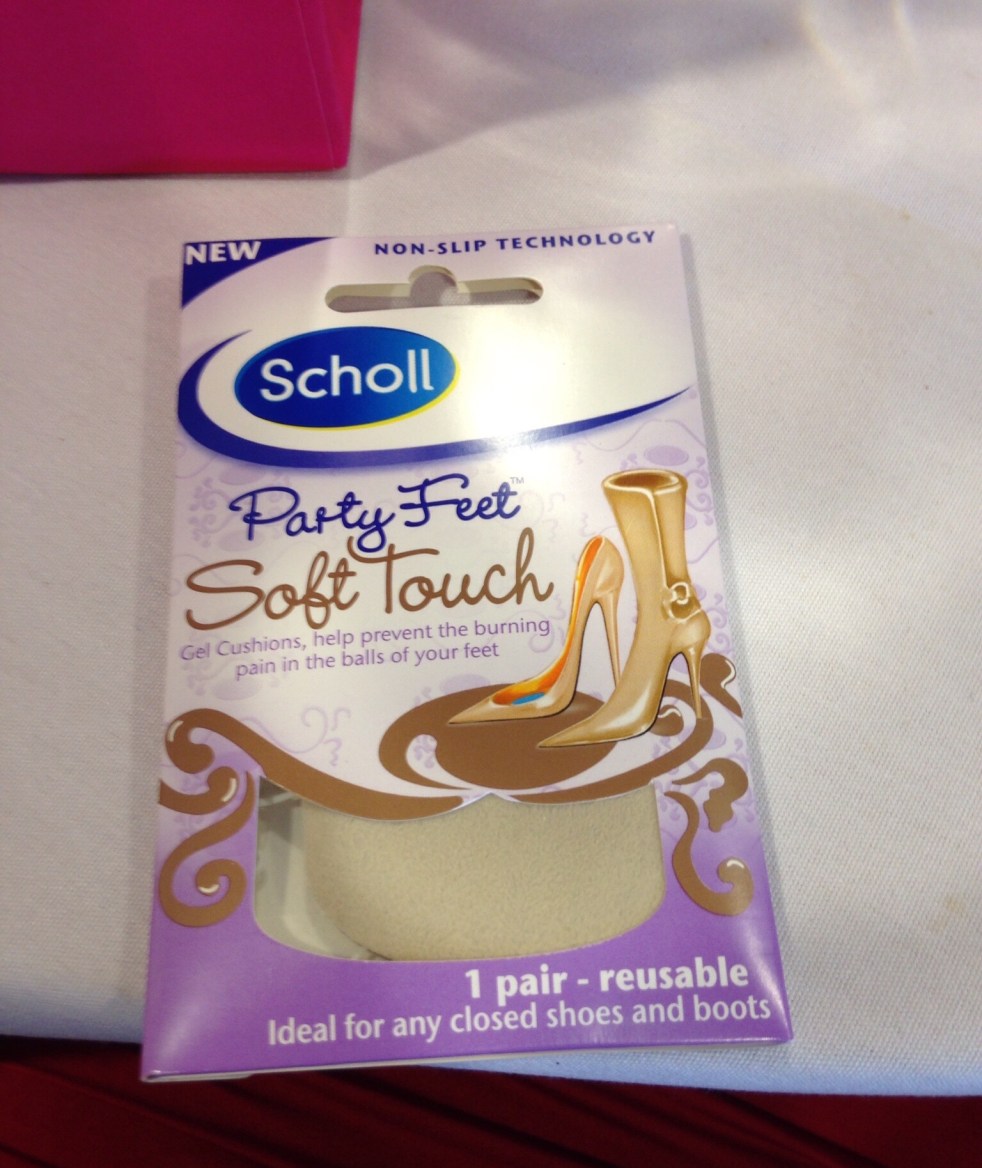 NEW
NON-SLIP TECHNOLOGY
Scholl
Party Feet™
Soft Touch
Gel Cushions, help prevent the burning
pain in the balls of your feet
1 pair - reusable
Ideal for any closed shoes and boots